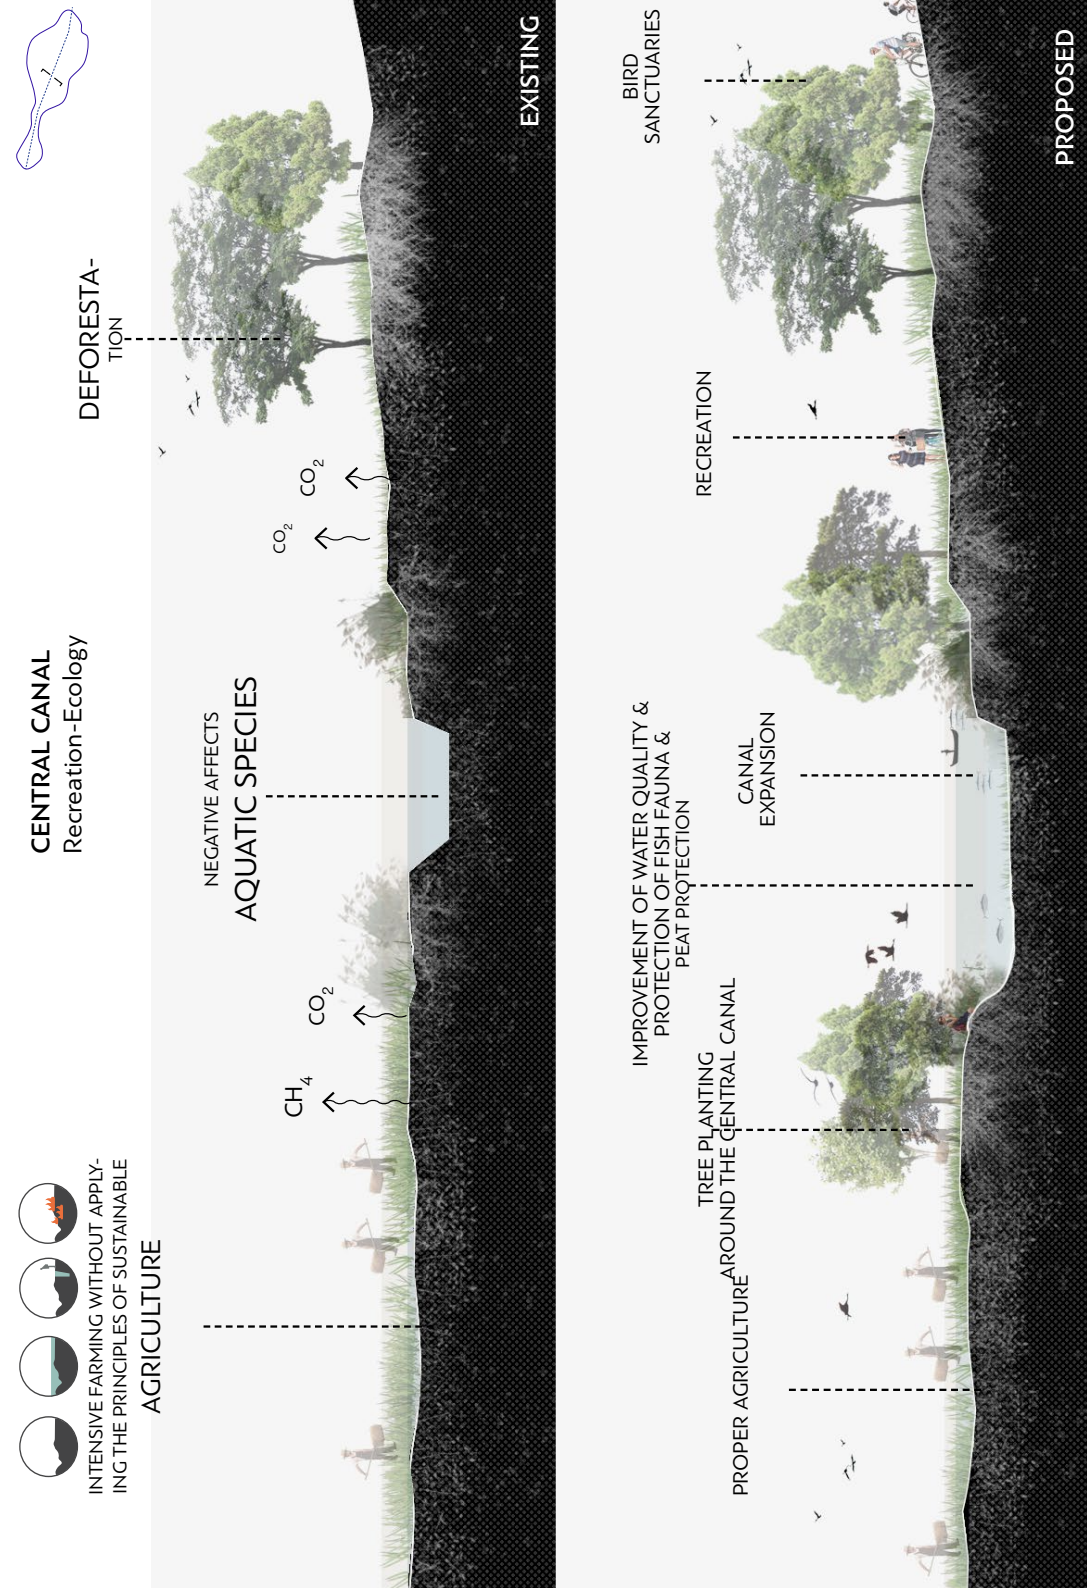 CENTRAL CANAL
Recreation-Ecology
INTENSIVE FARMING WITHOUT APPLY-
ING THE PRINCIPLES OF SUSTAINABLE
AGRICULTURE
CH4
CO2
NEGATIVE AFFECTS
AQUATIC SPECIES
CO2
CO2
DEFORESTA-
TION
EXISTING
PROPER AGRICULTURE
TREE PLANTING
AROUND THE CENTRAL CANAL
IMPROVEMENT OF WATER QUALITY &
PROTECTION OF FISH FAUNA &
PEAT PROTECTION
CANAL
EXPANSION
RECREATION
BIRD
SANCTUARIES
PROPOSED